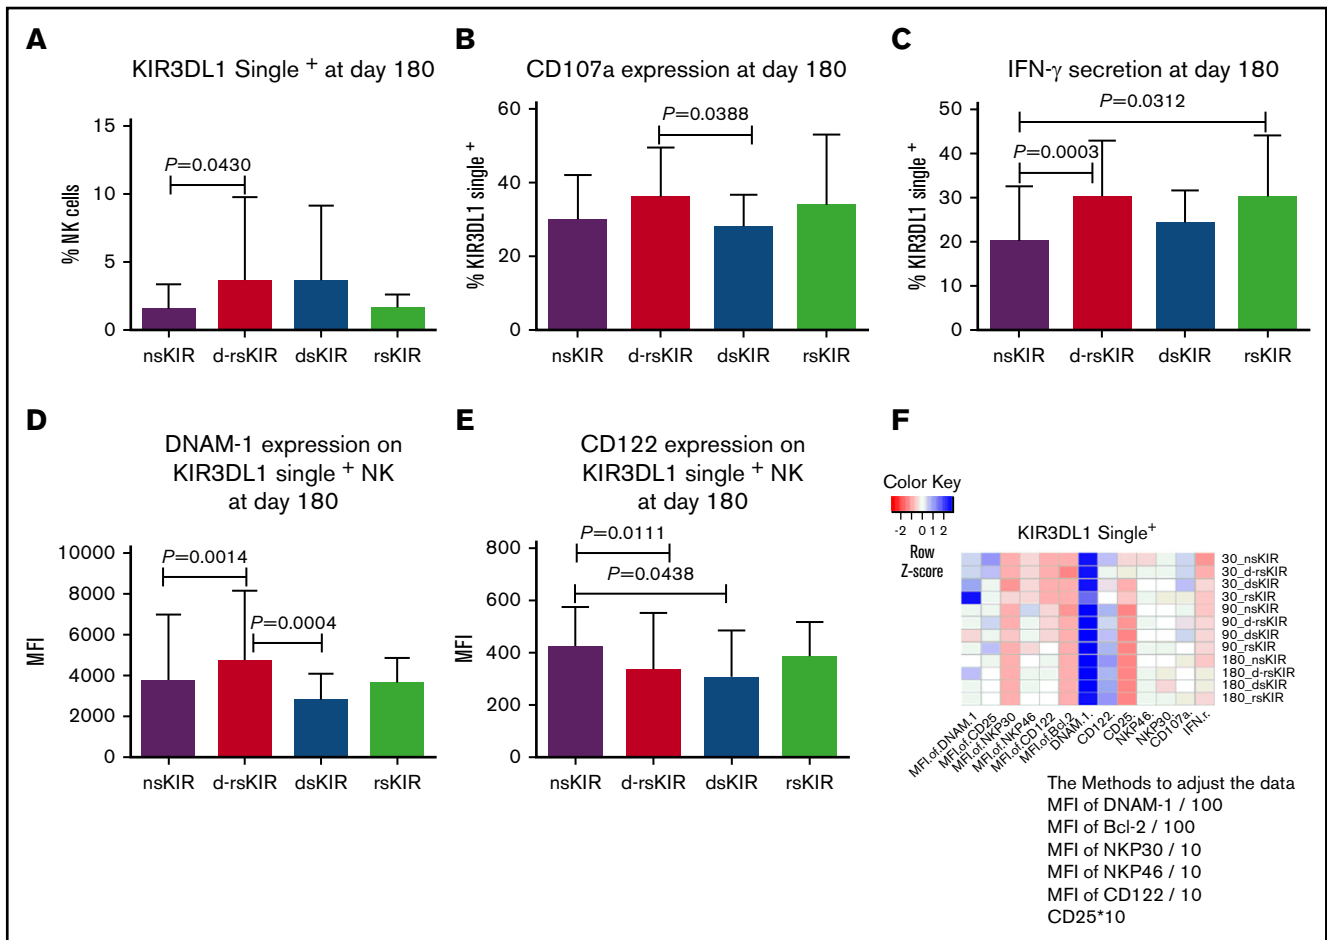 A
KIR3DL1 Single + at day 180
% NK cells
15
10
5
0
P=0.0430
nsKIR d-rsKIR dsKIR rsKIR
B
CD107a expression at day 180
% KIR3DL1 single +
60
40
20
0
P=0.0388
nsKIR d-rsKIR dsKIR rsKIR
C
IFN-γ secretion at day 180
% KIR3DL1 single +
50
40
30
20
10
0
P=0.0312
P=0.0003
nsKIR d-rsKIR dsKIR rsKIR
D
DNAM-1 expression on
KIR3DL1 single + NK
at day 180
MFI
10000
8000
6000
4000
2000
0
P=0.0014
P=0.0004
nsKIR d-rsKIR dsKIR rsKIR
E
CD122 expression on
KIR3DL1 single + NK
at day 180
MFI
800
600
400
200
0
P=0.0111
P=0.0438
nsKIR d-rsKIR dsKIR rsKIR
F
Color Key
-2 0 1 2
Row
Z-score
KIR3DL1 Single+
30_nsKIR
30_d-rsKIR
30_dsKIR
30_rsKIR
90_nsKIR
90_d-rsKIR
90_dsKIR
90_rsKIR
180_nsKIR
180_d-rsKIR
180_dsKIR
180_rsKIR
MFI.of.DNAM.1
MFI.of.CD25
MFI.of.NKP30
MFI.of.NKP46
MFI.of.CD122
MFI.of.Bcl.2
DNAM.1.
CD122.
CD25.
NKP46.
NKP30.
CD107a.
IFN.r.
The Methods to adjust the data
MFI of DNAM-1 / 100
MFI of Bcl-2 / 100
MFI of NKP30 / 10
MFI of NKP46 / 10
MFI of CD122 / 10
CD25*10